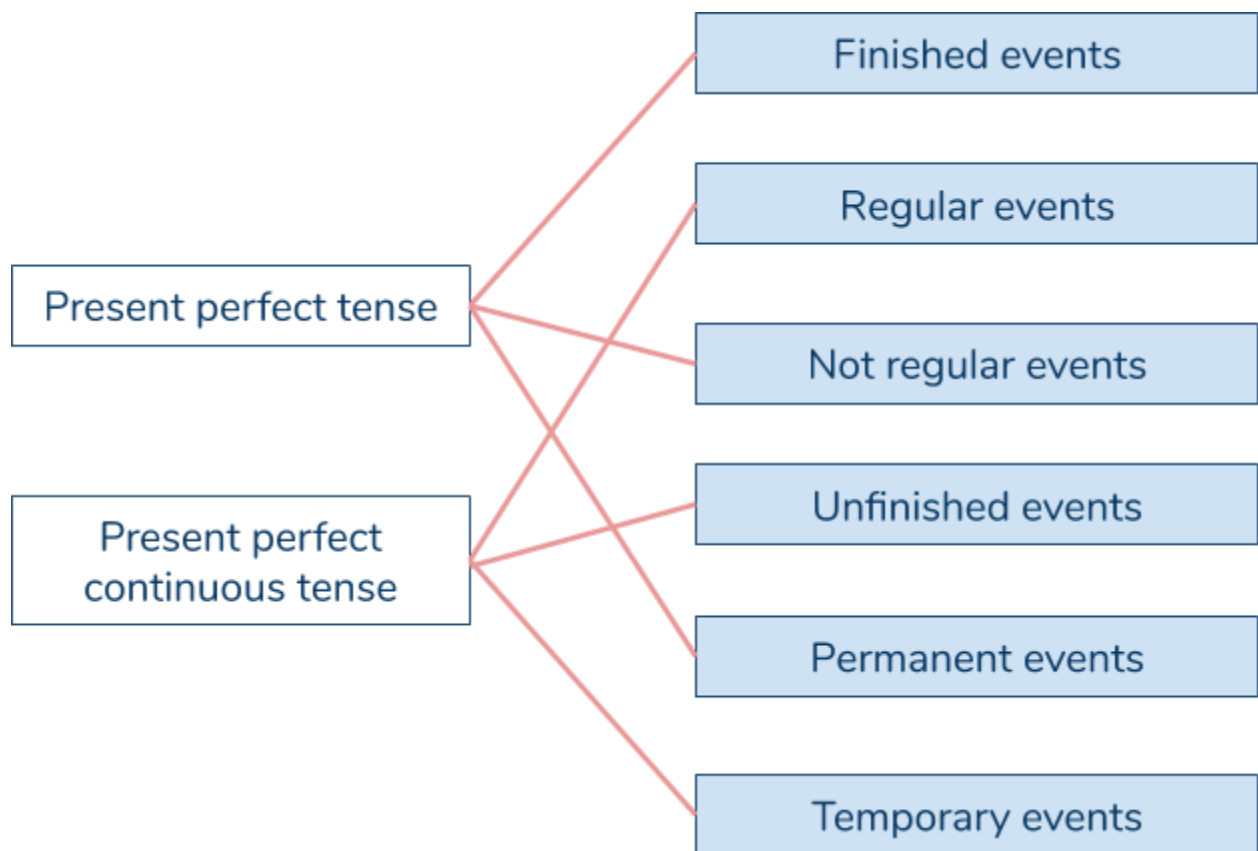 Finished events
Regular events
Present perfect tense
Not regular events
Present perfect
continuous tense
Unfinished events
Permanent events
Temporary events